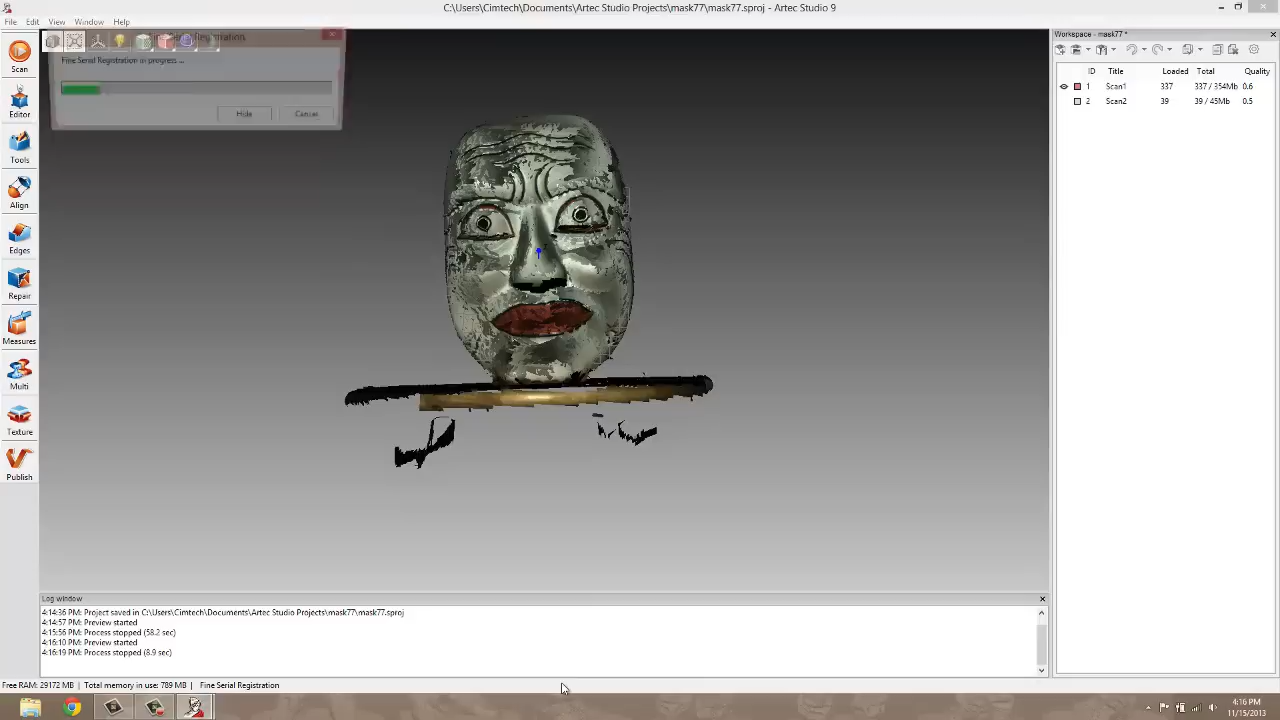 C:\Users\Cimtech\Documents\Artec Studio Projects\mask77\mask77.sproj - Artec Studio 9
File Edit View Window Help
Workspace - mask77 *
Registration
Fine Serial Registration in progress ...
Hide Cancel
Scan
Editor
Tools
Align
Edges
Repair
Measures
Multi
Texture
Publish
ID Title Loaded Total Quality
1 Scan1 337 337 / 354Mb 0.6
2 Scan2 39 39 / 45Mb 0.5
Log window
4:14:36 PM: Project saved in C:\Users\Cimtech\Documents\Artec Studio Projects\mask77\mask77.sproj
4:14:57 PM: Preview started
4:15:56 PM: Process stopped (58.2 sec)
4:16:10 PM: Preview started
4:16:19 PM: Process stopped (8.9 sec)
Free RAM: 29172 MB | Total memory in use: 789 MB | Fine Serial Registration
4:16 PM
11/15/2013